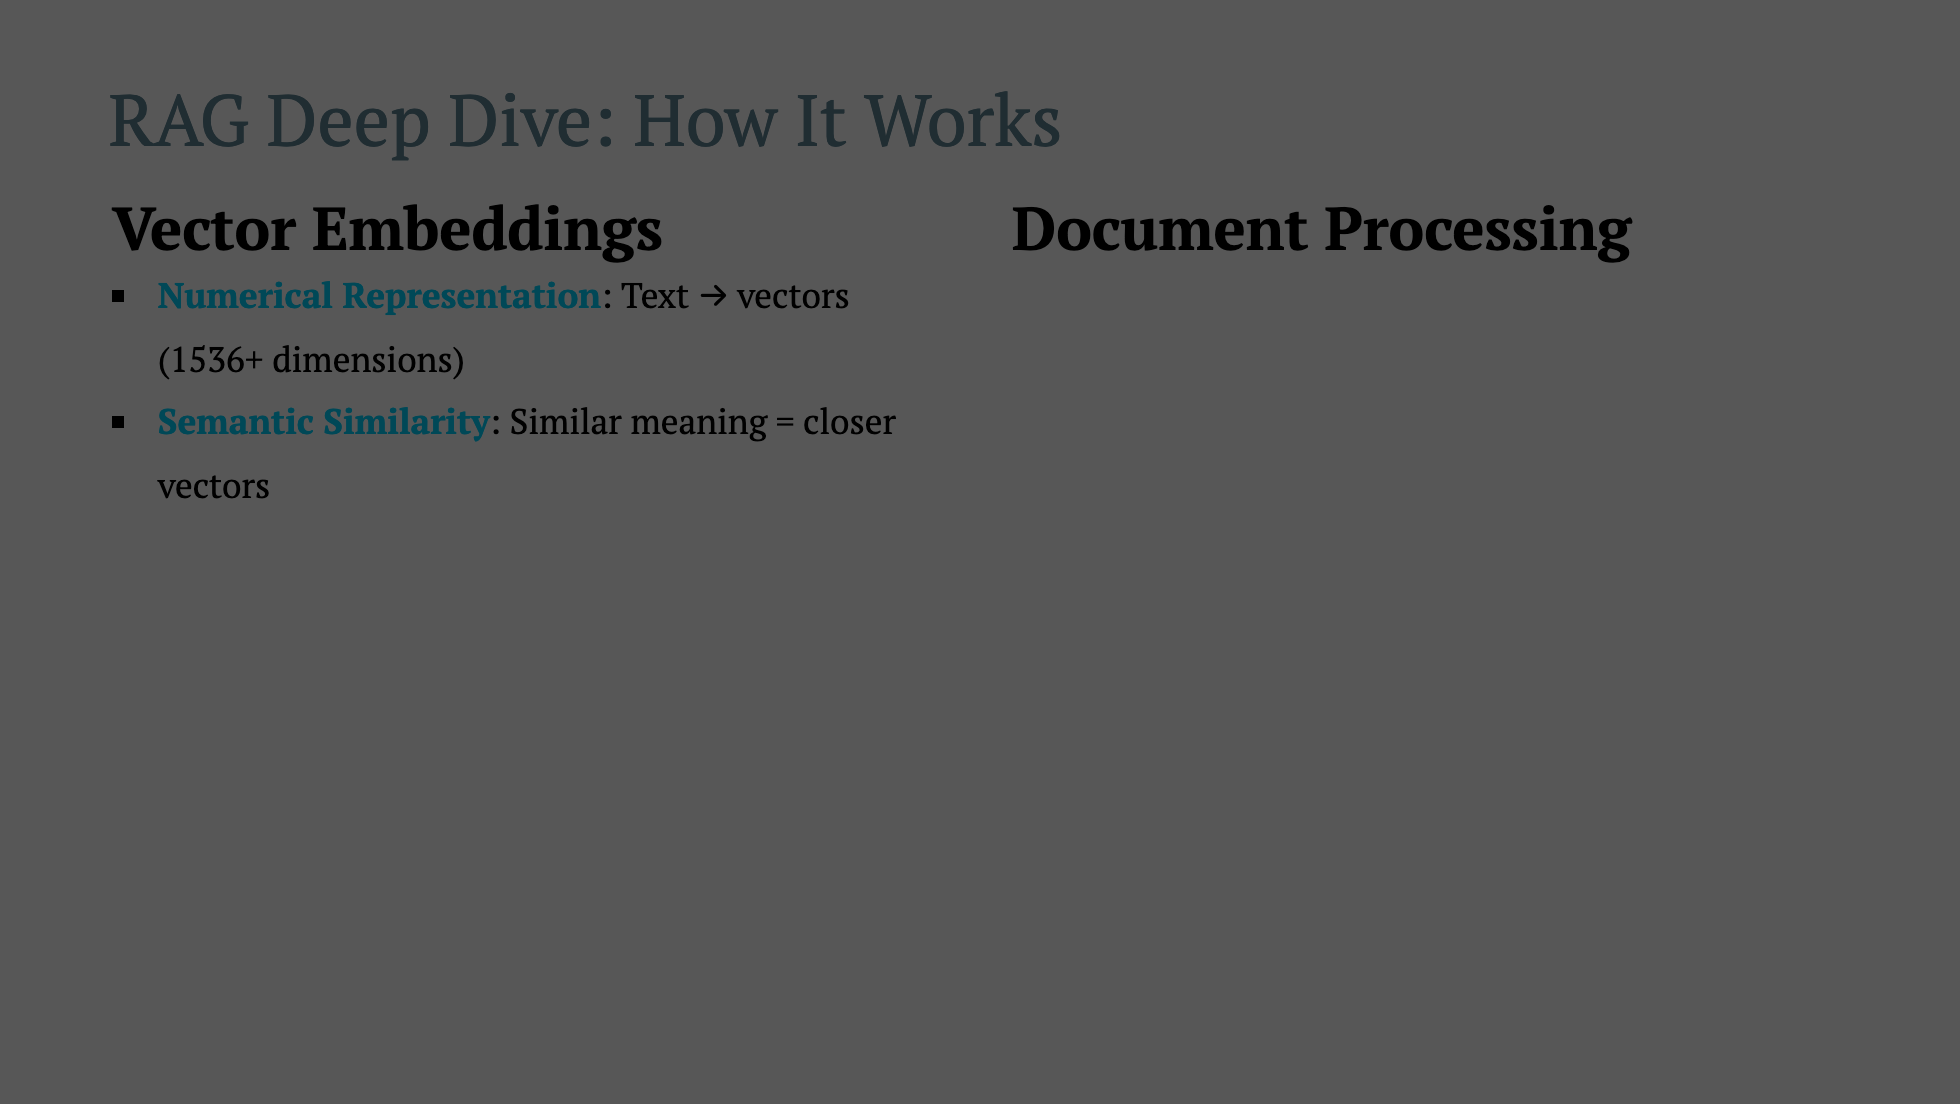 RAG Deep Dive: How It Works
Vector Embeddings
▪ Numerical Representation: Text → vectors
(1536+ dimensions)
▪ Semantic Similarity: Similar meaning = closer
vectors
Document Processing